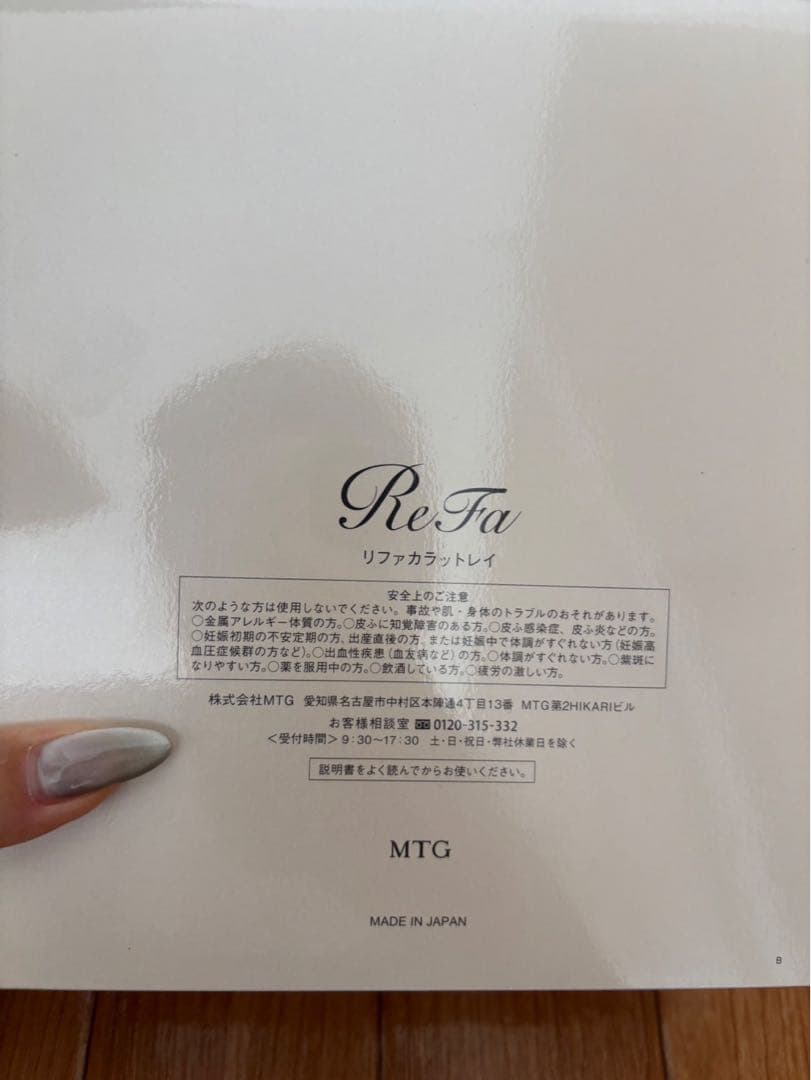 ReFa
リファカラットレイ
安全上のご注意
次のような方は使用しないでください。事故や肌・身体のトラブルのおそれがあります。
○金属アレルギー体質の方。○皮ふに知覚障害のある方。○皮ふ感染症、皮ふ炎などの方。
○妊娠初期の不安定期の方、出産直後の方、または妊娠中で体調がすぐれない方（妊娠高
血圧症候群の方など）。○出血性疾患（血友病など）の方。○体調がすぐれない方。○紫斑に
なりやすい方。○薬を服用中の方。○飲酒している方。○疲労の激しい方。
株式会社MTG 愛知県名古屋市中村区本陣通4丁目13番 MTG第2HIKARIビル
お客様相談室 0120-315-332
＜受付時間＞9:30〜17:30 土・日・祝日・弊社休業日を除く
説明書をよく読んでからお使いください。
MTG
MADE IN JAPAN
B